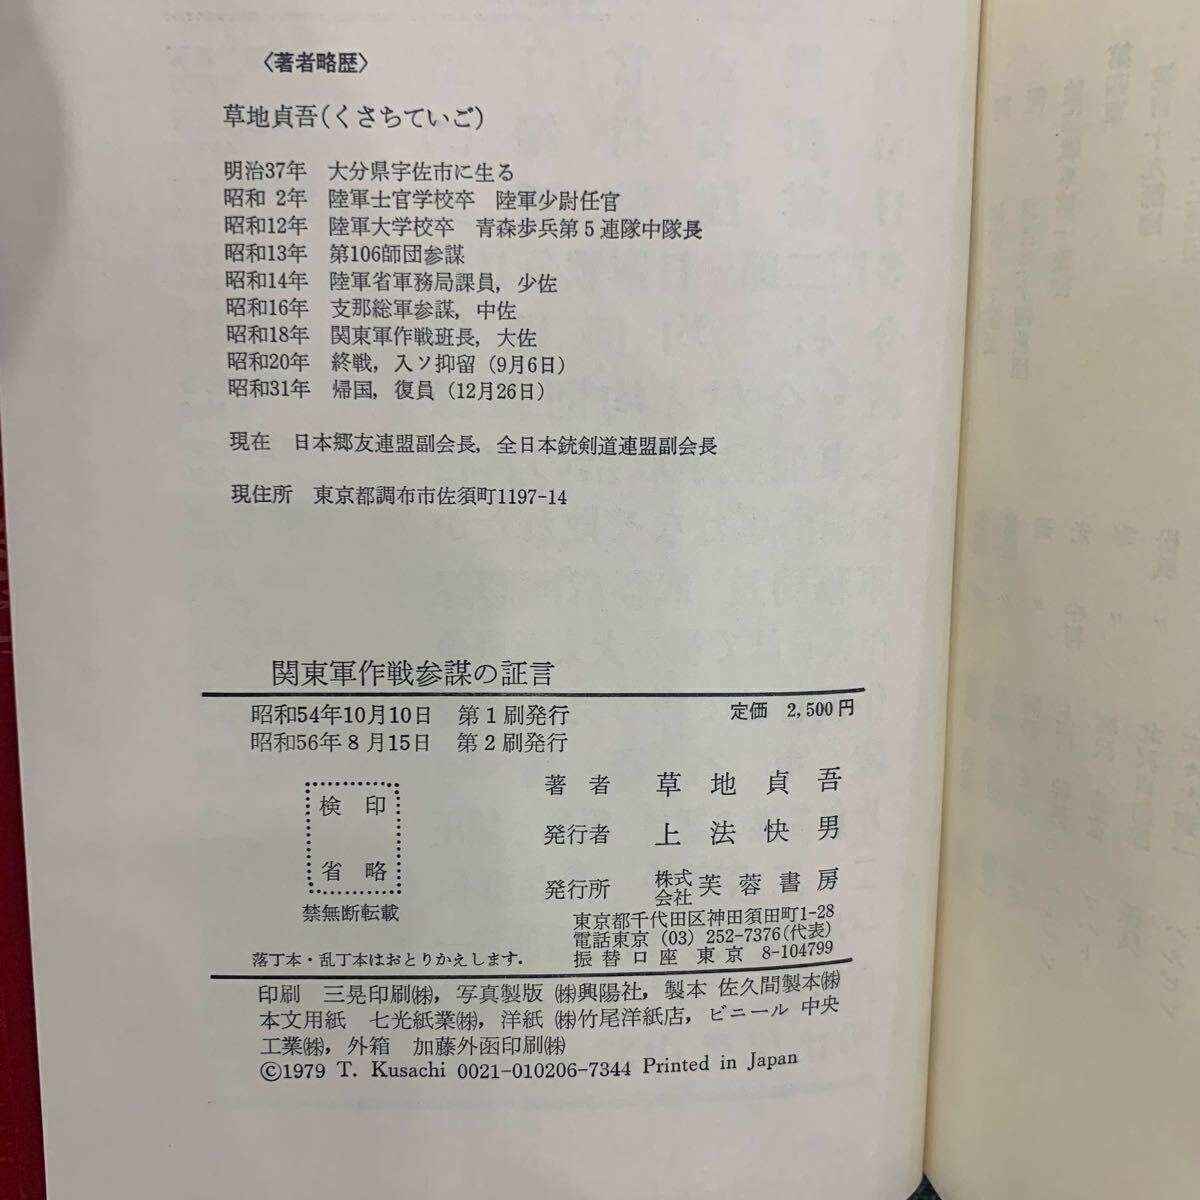 〈著者略歴〉
草地貞吾(くさちていご)
明治37年 大分県宇佐市に生る
昭和 2年 陸軍士官学校卒 陸軍少尉任官
昭和12年 陸軍大学校卒 青森歩兵第5連隊中隊長
昭和13年 第106師団参謀
昭和14年 陸軍省軍務局課員，少佐
昭和16年 支那総軍参謀，中佐
昭和18年 関東軍作戦班長，大佐
昭和20年 終戦，入ソ抑留(9月6日)
昭和31年 帰国，復員(12月26日)
現在 日本郷友連盟副会長，全日本銃剣道連盟副会長
現住所 東京都調布市佐須町1197-14
関東軍作戦参謀の証言
昭和54年10月10日 第1刷発行
昭和56年8月15日 第2刷発行
定価 2,500円
検印
省略
禁無断転載
著者 草地貞吾
発行者 上法快男
発行所 株式会社 芙蓉書房
東京都千代田区神田須田町1-28
電話東京 (03) 252-7376(代表)
振替口座 東京 8-104799
落丁本・乱丁本はおとりかえします．
印刷 三晃印刷㈱，写真製版 ㈱興陽社，製本 佐久間製本㈱
本文用紙 七光紙業㈱，洋紙 ㈱竹尾洋紙店，ビニール 中央
工業㈱，外箱 加藤外函印刷㈱
©1979 T. Kusachi 0021-010206-7344 Printed in Japan